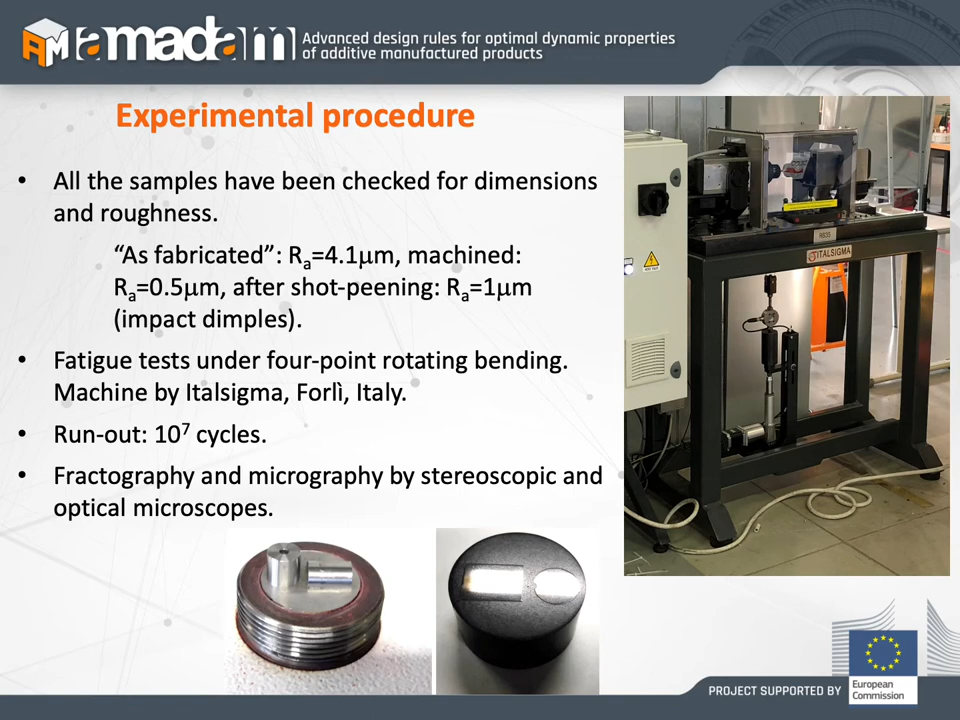 AM amadam Advanced design rules for optimal dynamic properties
of additive manufactured products
Experimental procedure
• All the samples have been checked for dimensions
and roughness.
“As fabricated”: Ra=4.1μm, machined:
Ra=0.5μm, after shot-peening: Ra=1μm
(impact dimples).
• Fatigue tests under four-point rotating bending.
Machine by Italsigma, Forlì, Italy.
• Run-out: 10⁷ cycles.
• Fractography and micrography by stereoscopic and
optical microscopes.
ITALSIGMA
PROJECT SUPPORTED BY
European
Commission